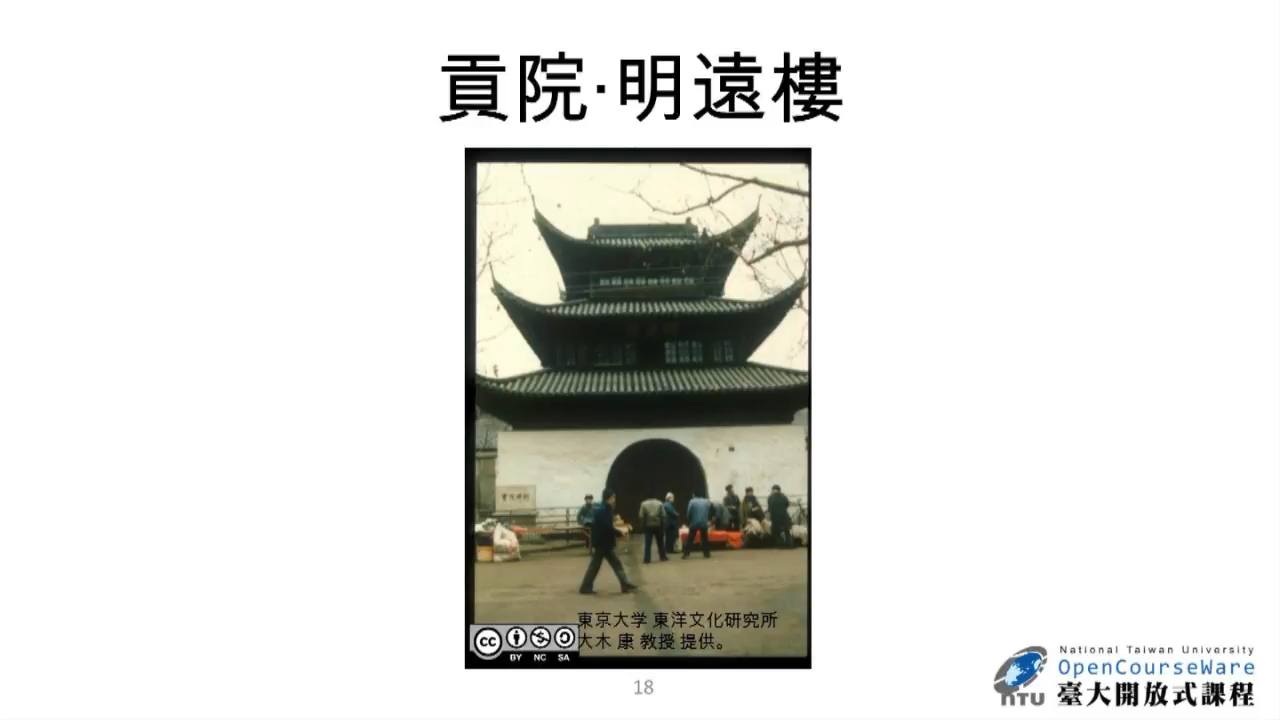 貢院·明遠樓
東京大学 東洋文化研究所
大木 康 教授 提供。
cc BY NC SA
18
National Taiwan University
OpenCourseWare
NTU 臺大開放式課程